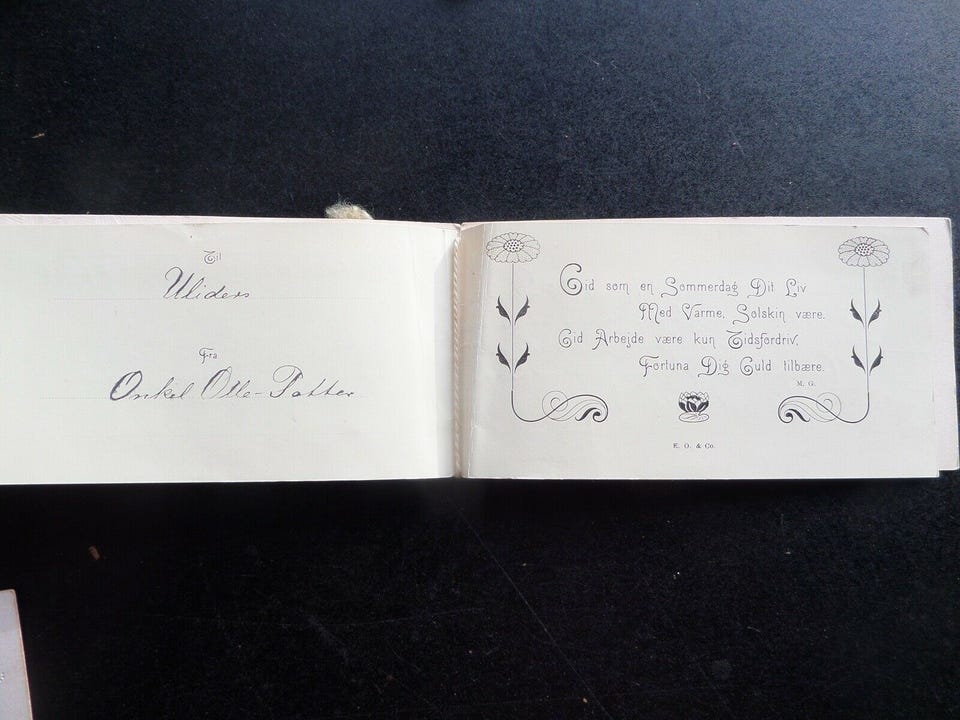 Til
Uliders
Fra
Onkel Olle-Potter
Gid som en Sommerdag Dit Liv
Med Varme, Solskin være.
Gid Arbejde være kun Tidsfordriv,
Fortuna Dig Guld tilbære.
M. G.
E. O. & Co.